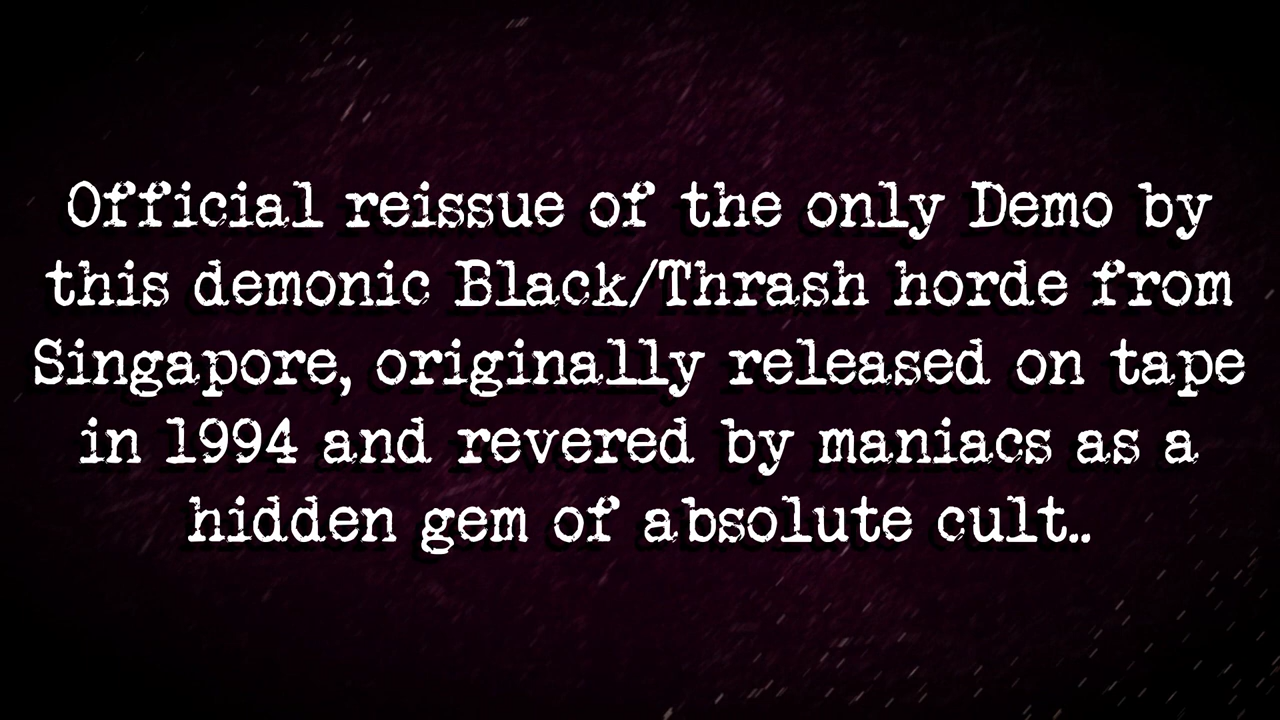 Official reissue of the only Demo by
this demonic Black/Thrash horde from
Singapore, originally released on tape
in 1994 and revered by maniacs as a
hidden gem of absolute cult..